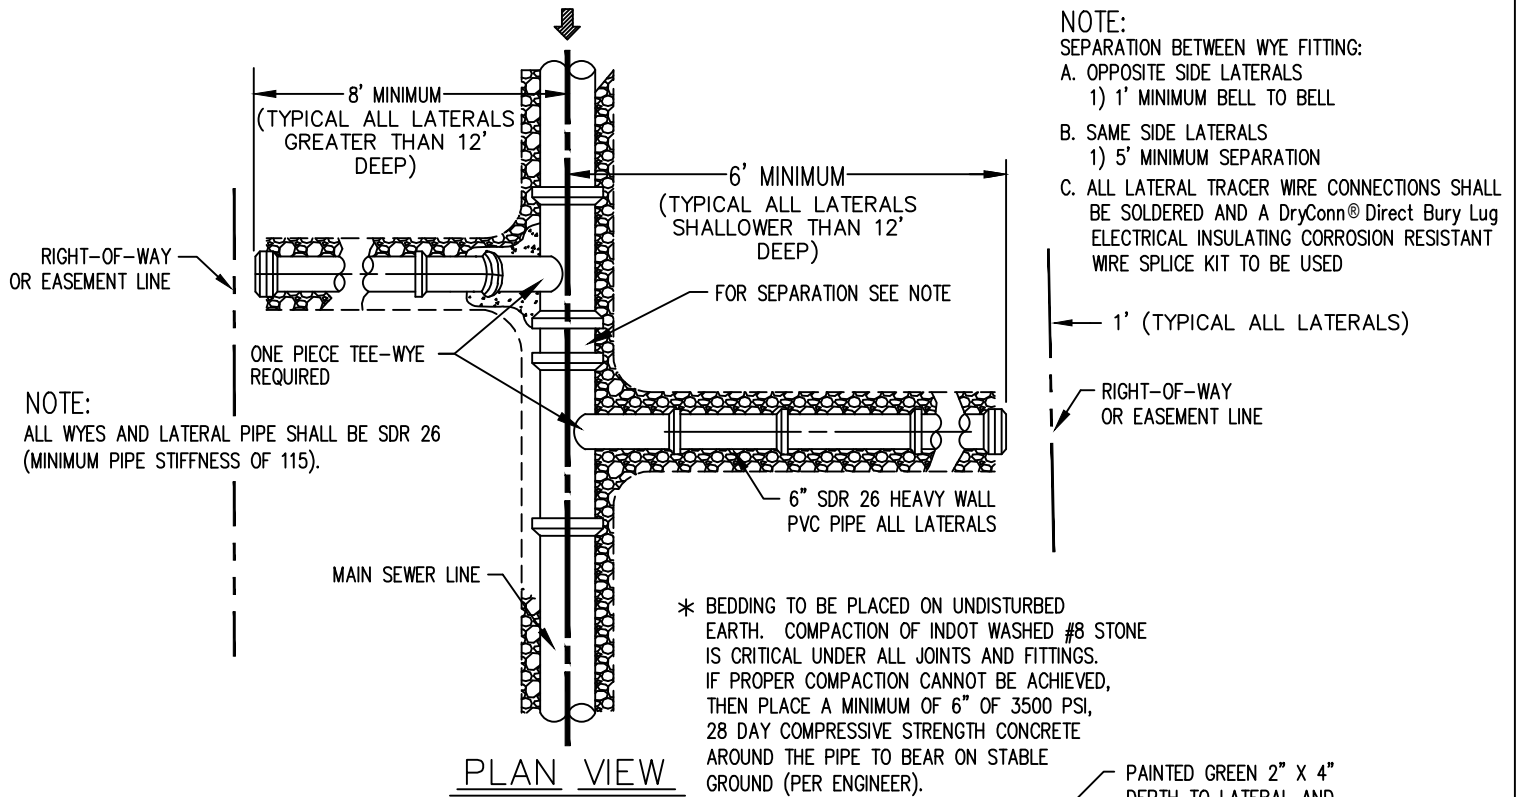 NOTE:
SEPARATION BETWEEN WYE FITTING:
A. OPPOSITE SIDE LATERALS
1) 1' MINIMUM BELL TO BELL
B. SAME SIDE LATERALS
1) 5' MINIMUM SEPARATION
C. ALL LATERAL TRACER WIRE CONNECTIONS SHALL
BE SOLDERED AND A DryConn® Direct Bury Lug
ELECTRICAL INSULATING CORROSION RESISTANT
WIRE SPLICE KIT TO BE USED
8' MINIMUM
(TYPICAL ALL LATERALS
GREATER THAN 12'
DEEP)
6' MINIMUM
(TYPICAL ALL LATERALS
SHALLOWER THAN 12'
DEEP)
RIGHT-OF-WAY
OR EASEMENT LINE
FOR SEPARATION SEE NOTE
1' (TYPICAL ALL LATERALS)
ONE PIECE TEE-WYE
REQUIRED
RIGHT-OF-WAY
OR EASEMENT LINE
NOTE:
ALL WYES AND LATERAL PIPE SHALL BE SDR 26
(MINIMUM PIPE STIFFNESS OF 115).
6" SDR 26 HEAVY WALL
PVC PIPE ALL LATERALS
MAIN SEWER LINE
* BEDDING TO BE PLACED ON UNDISTURBED
EARTH. COMPACTION OF INDOT WASHED #8 STONE
IS CRITICAL UNDER ALL JOINTS AND FITTINGS.
IF PROPER COMPACTION CANNOT BE ACHIEVED,
THEN PLACE A MINIMUM OF 6" OF 3500 PSI,
28 DAY COMPRESSIVE STRENGTH CONCRETE
AROUND THE PIPE TO BEAR ON STABLE
GROUND (PER ENGINEER).
PLAN VIEW
PAINTED GREEN 2" X 4"
DEPTH TO LATERAL AND